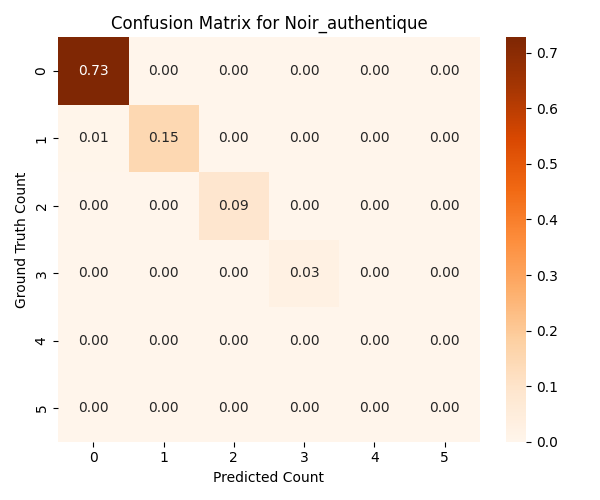 Confusion Matrix for Noir_authentique
Ground Truth Count
0 0.73 0.00 0.00 0.00 0.00 0.00
1 0.01 0.15 0.00 0.00 0.00 0.00
2 0.00 0.00 0.09 0.00 0.00 0.00
3 0.00 0.00 0.00 0.03 0.00 0.00
4 0.00 0.00 0.00 0.00 0.00 0.00
5 0.00 0.00 0.00 0.00 0.00 0.00
0 1 2 3 4 5
Predicted Count
0.7
0.6
0.5
0.4
0.3
0.2
0.1
0.0